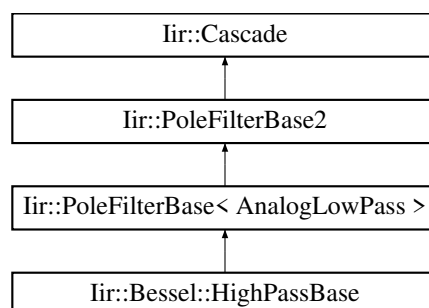 Iir::Cascade
Iir::PoleFilterBase2
Iir::PoleFilterBase< AnalogLowPass >
Iir::Bessel::HighPassBase